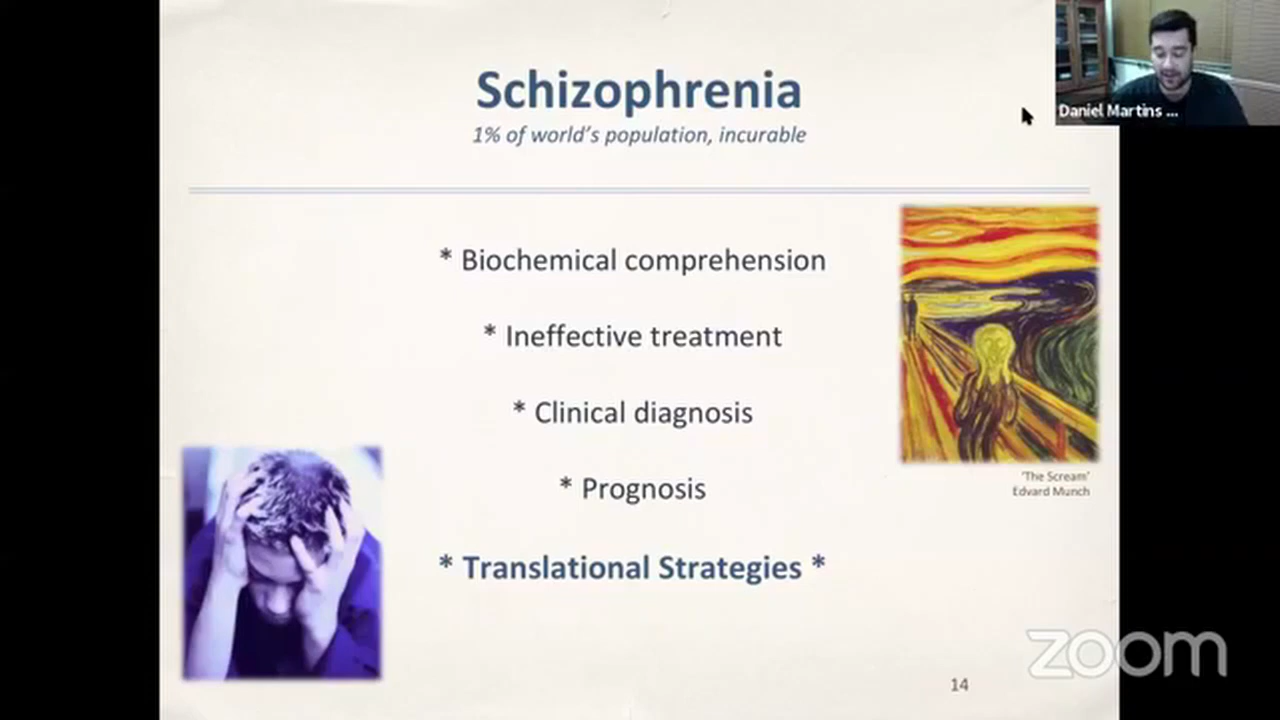 Schizophrenia
1% of world's population, incurable
Daniel Martins ...
* Biochemical comprehension
* Ineffective treatment
* Clinical diagnosis
* Prognosis
* Translational Strategies *
'The Scream'
Edvard Munch
zoom
14